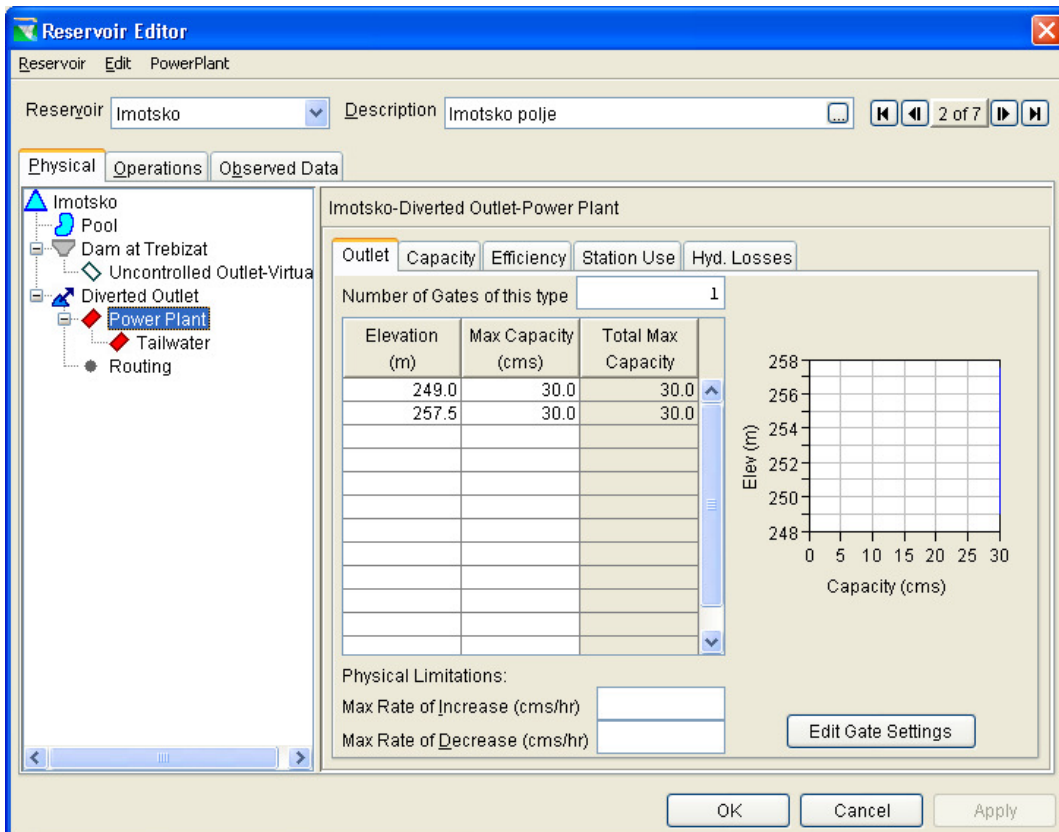 Reservoir Editor
Reservoir Edit PowerPlant
Reservoir Imotsko Description Imotsko polje ... 2 of 7
Physical Operations Observed Data
Imotsko
Pool
Dam at Trebizat
Uncontrolled Outlet-Virtua
Diverted Outlet
Power Plant
Tailwater
Routing
Imotsko-Diverted Outlet-Power Plant
Outlet Capacity Efficiency Station Use Hyd. Losses
Number of Gates of this type 1
Elevation (m) Max Capacity (cms) Total Max Capacity
249.0 30.0 30.0
257.5 30.0 30.0
258
256
254
252
250
248
Elev (m)
0 5 10 15 20 25 30
Capacity (cms)
Physical Limitations:
Max Rate of Increase (cms/hr)
Max Rate of Decrease (cms/hr)
Edit Gate Settings
OK Cancel Apply